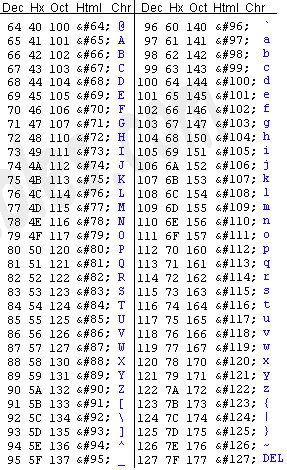 Dec Hx Oct Html Chr Dec Hx Oct Html Chr
64 40 100 &#64; @ 96 60 140 &#96; `
65 41 101 &#65; A 97 61 141 &#97; a
66 42 102 &#66; B 98 62 142 &#98; b
67 43 103 &#67; C 99 63 143 &#99; c
68 44 104 &#68; D 100 64 144 &#100; d
69 45 105 &#69; E 101 65 145 &#101; e
70 46 106 &#70; F 102 66 146 &#102; f
71 47 107 &#71; G 103 67 147 &#103; g
72 48 110 &#72; H 104 68 150 &#104; h
73 49 111 &#73; I 105 69 151 &#105; i
74 4A 112 &#74; J 106 6A 152 &#106; j
75 4B 113 &#75; K 107 6B 153 &#107; k
76 4C 114 &#76; L 108 6C 154 &#108; l
77 4D 115 &#77; M 109 6D 155 &#109; m
78 4E 116 &#78; N 110 6E 156 &#110; n
79 4F 117 &#79; O 111 6F 157 &#111; o
80 50 120 &#80; P 112 70 160 &#112; p
81 51 121 &#81; Q 113 71 161 &#113; q
82 52 122 &#82; R 114 72 162 &#114; r
83 53 123 &#83; S 115 73 163 &#115; s
84 54 124 &#84; T 116 74 164 &#116; t
85 55 125 &#85; U 117 75 165 &#117; u
86 56 126 &#86; V 118 76 166 &#118; v
87 57 127 &#87; W 119 77 167 &#119; w
88 58 130 &#88; X 120 78 170 &#120; x
89 59 131 &#89; Y 121 79 171 &#121; y
90 5A 132 &#90; Z 122 7A 172 &#122; z
91 5B 133 &#91; [ 123 7B 173 &#123; {
92 5C 134 &#92; \ 124 7C 174 &#124; |
93 5D 135 &#93; ] 125 7D 175 &#125; }
94 5E 136 &#94; ^ 126 7E 176 &#126; ~
95 5F 137 &#95; _ 127 7F 177 &#127; DEL